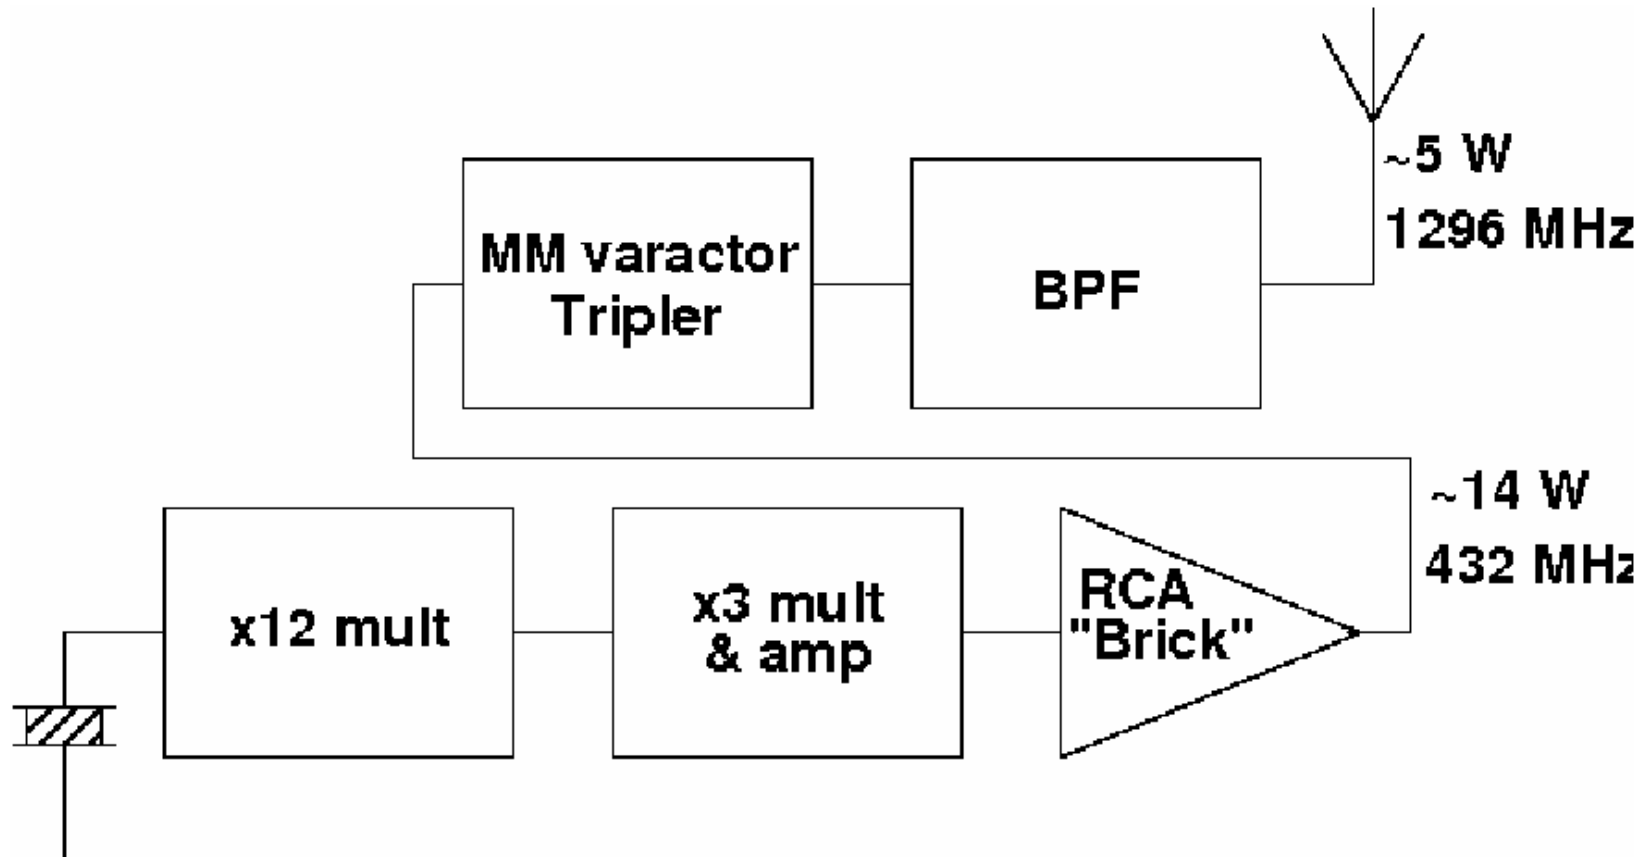 ~5 W
1296 MHz
MM varactor
Tripler
BPF
~14 W
432 MHz
x12 mult
x3 mult
& amp
RCA
"Brick"